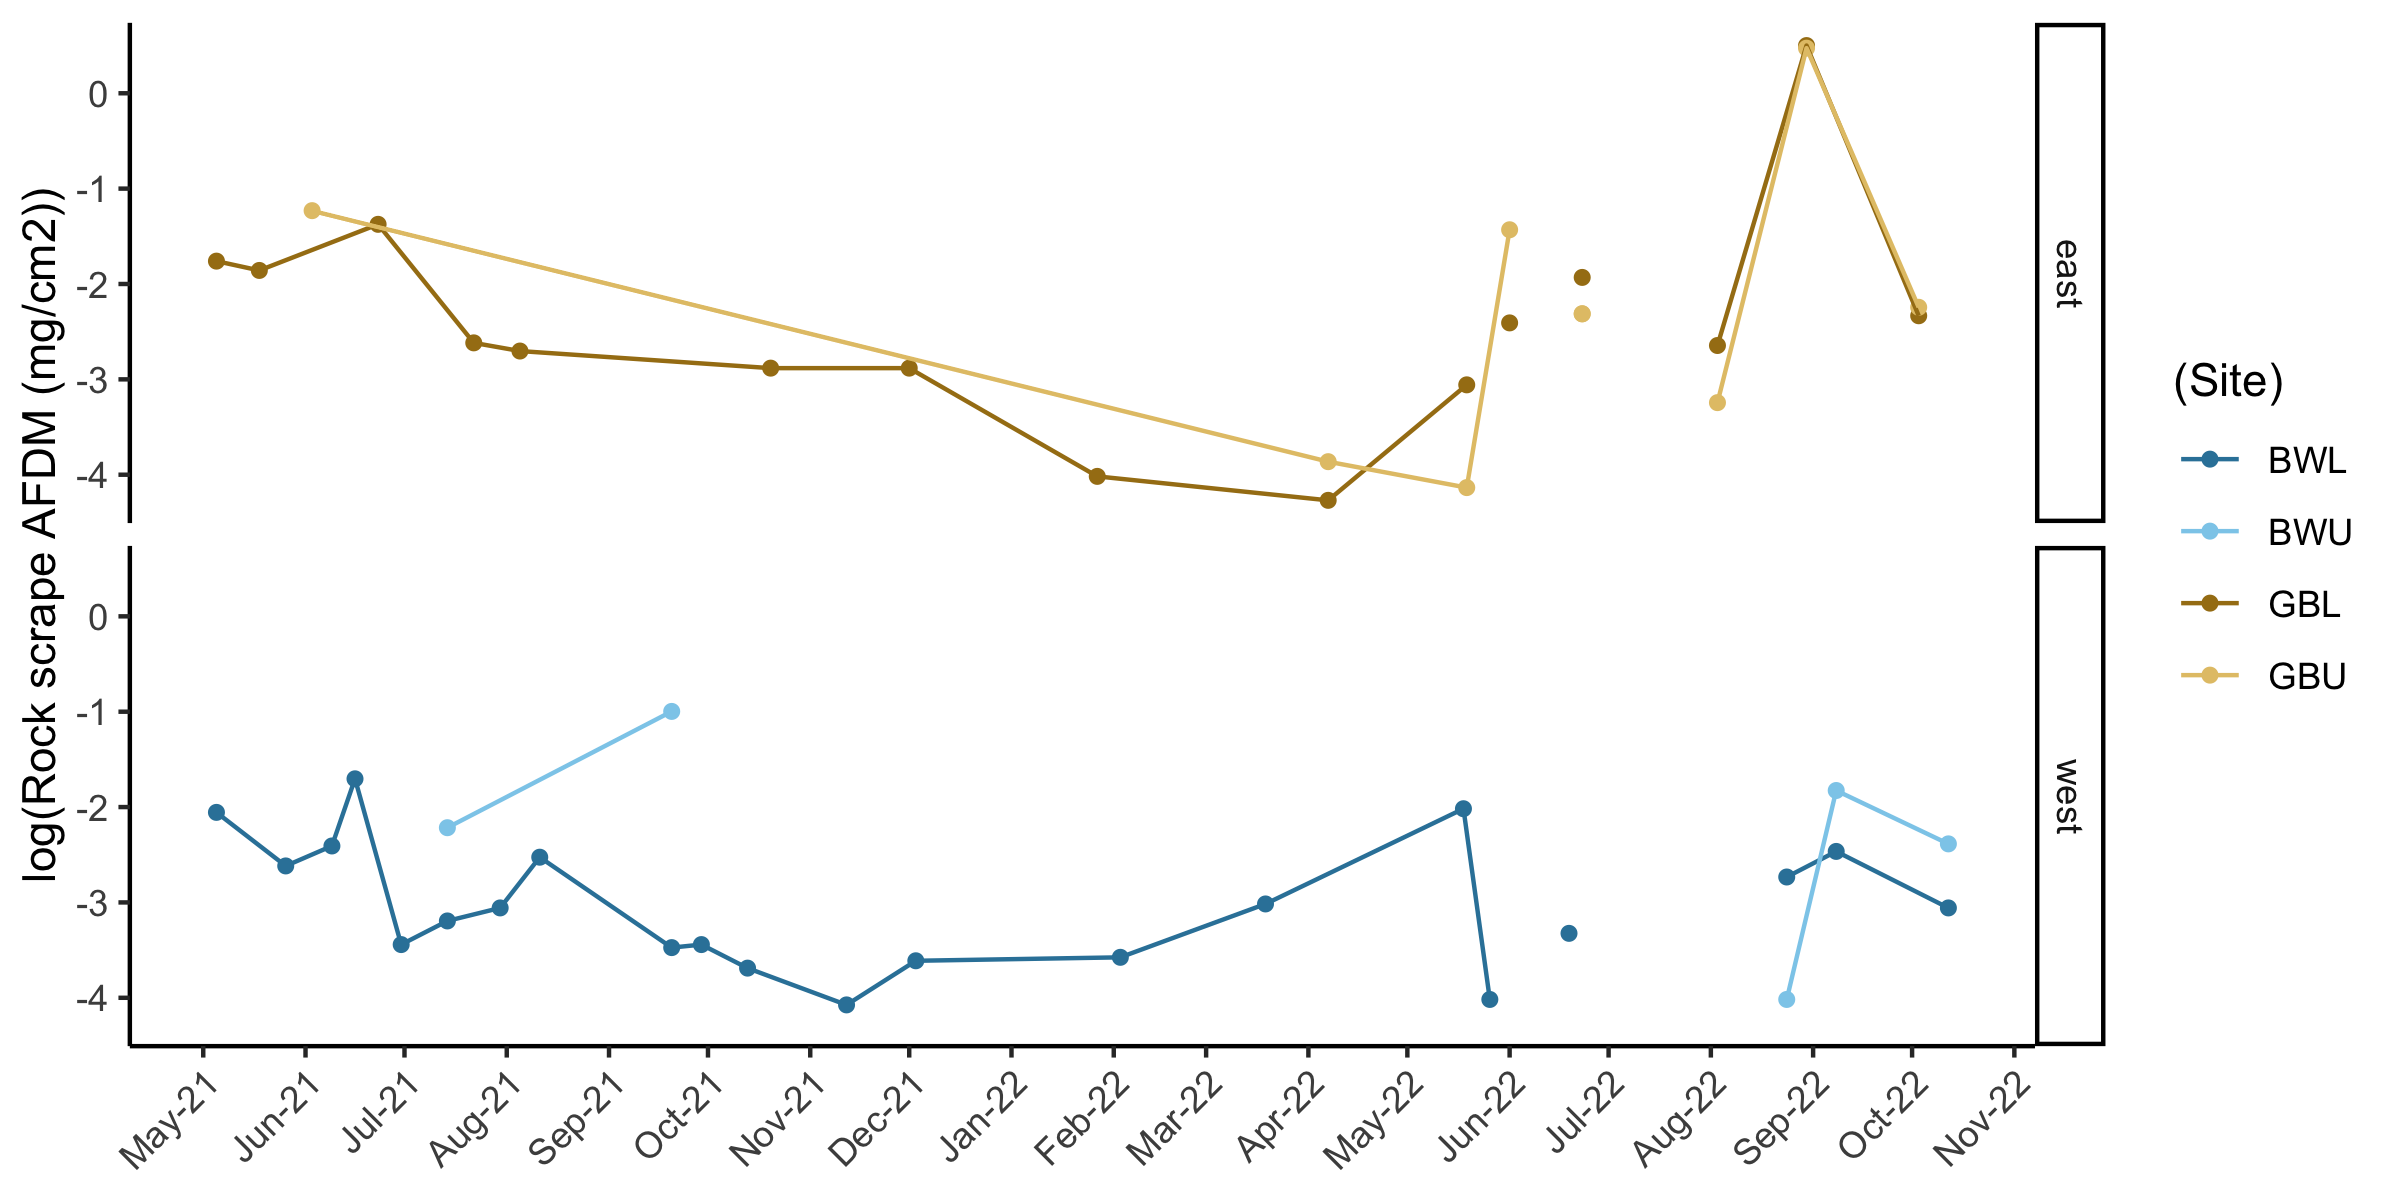 log(Rock scrape AFDM (mg/cm2))
0
-1
-2
-3
-4
east
0
-1
-2
-3
-4
west
May-21
Jun-21
Jul-21
Aug-21
Sep-21
Oct-21
Nov-21
Dec-21
Jan-22
Feb-22
Mar-22
Apr-22
May-22
Jun-22
Jul-22
Aug-22
Sep-22
Oct-22
Nov-22
(Site)
BWL
BWU
GBL
GBU